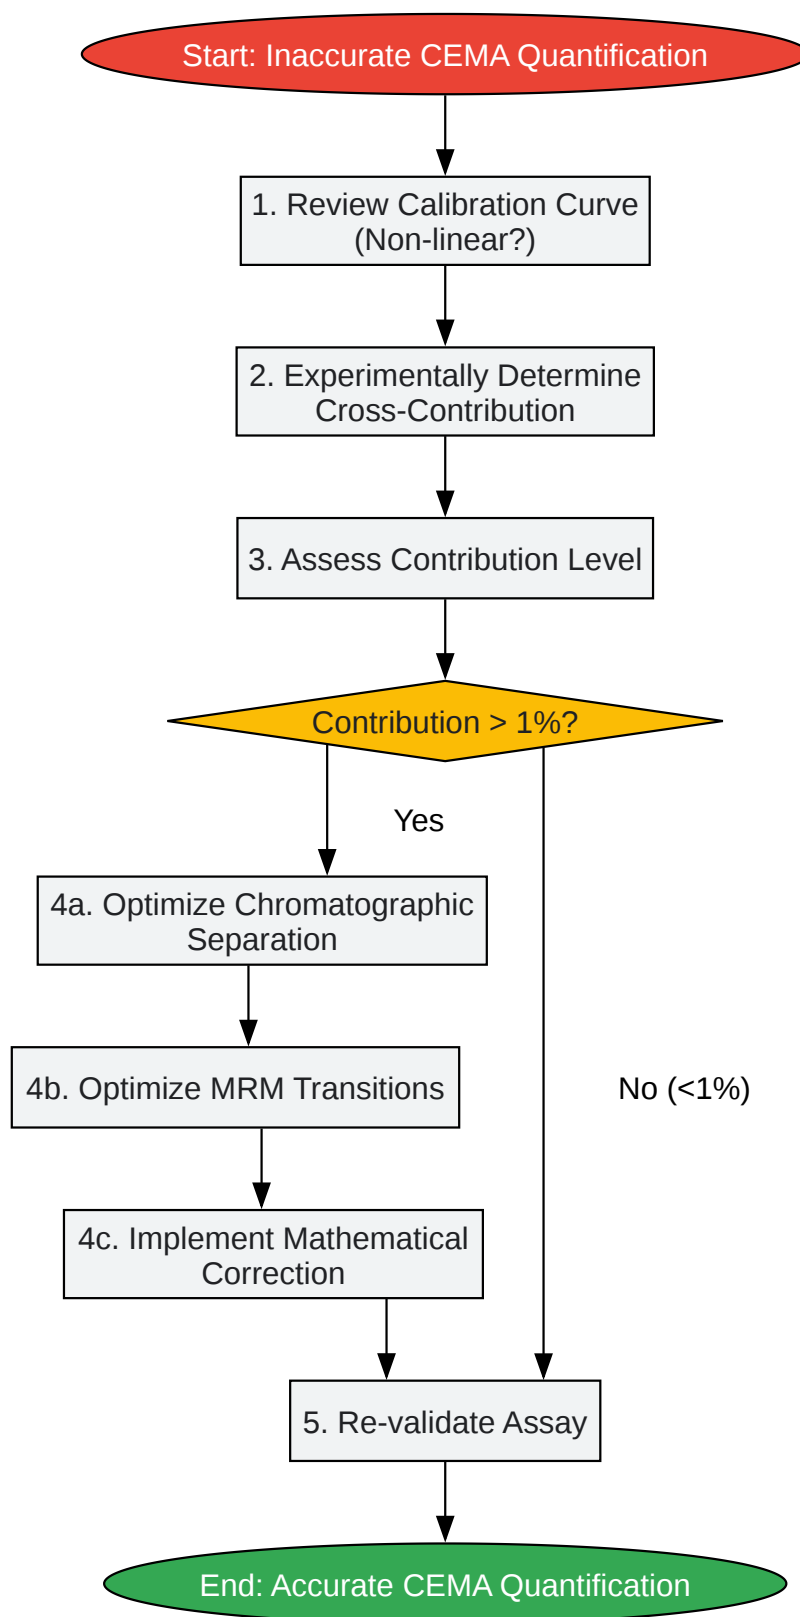 Start: Inaccurate CEMA Quantification
1. Review Calibration Curve
(Non-linear?)
2. Experimentally Determine
Cross-Contribution
3. Assess Contribution Level
Contribution > 1%?
Yes
4a. Optimize Chromatographic
Separation
4b. Optimize MRM Transitions
No (<1%)
4c. Implement Mathematical
Correction
5. Re-validate Assay
End: Accurate CEMA Quantification